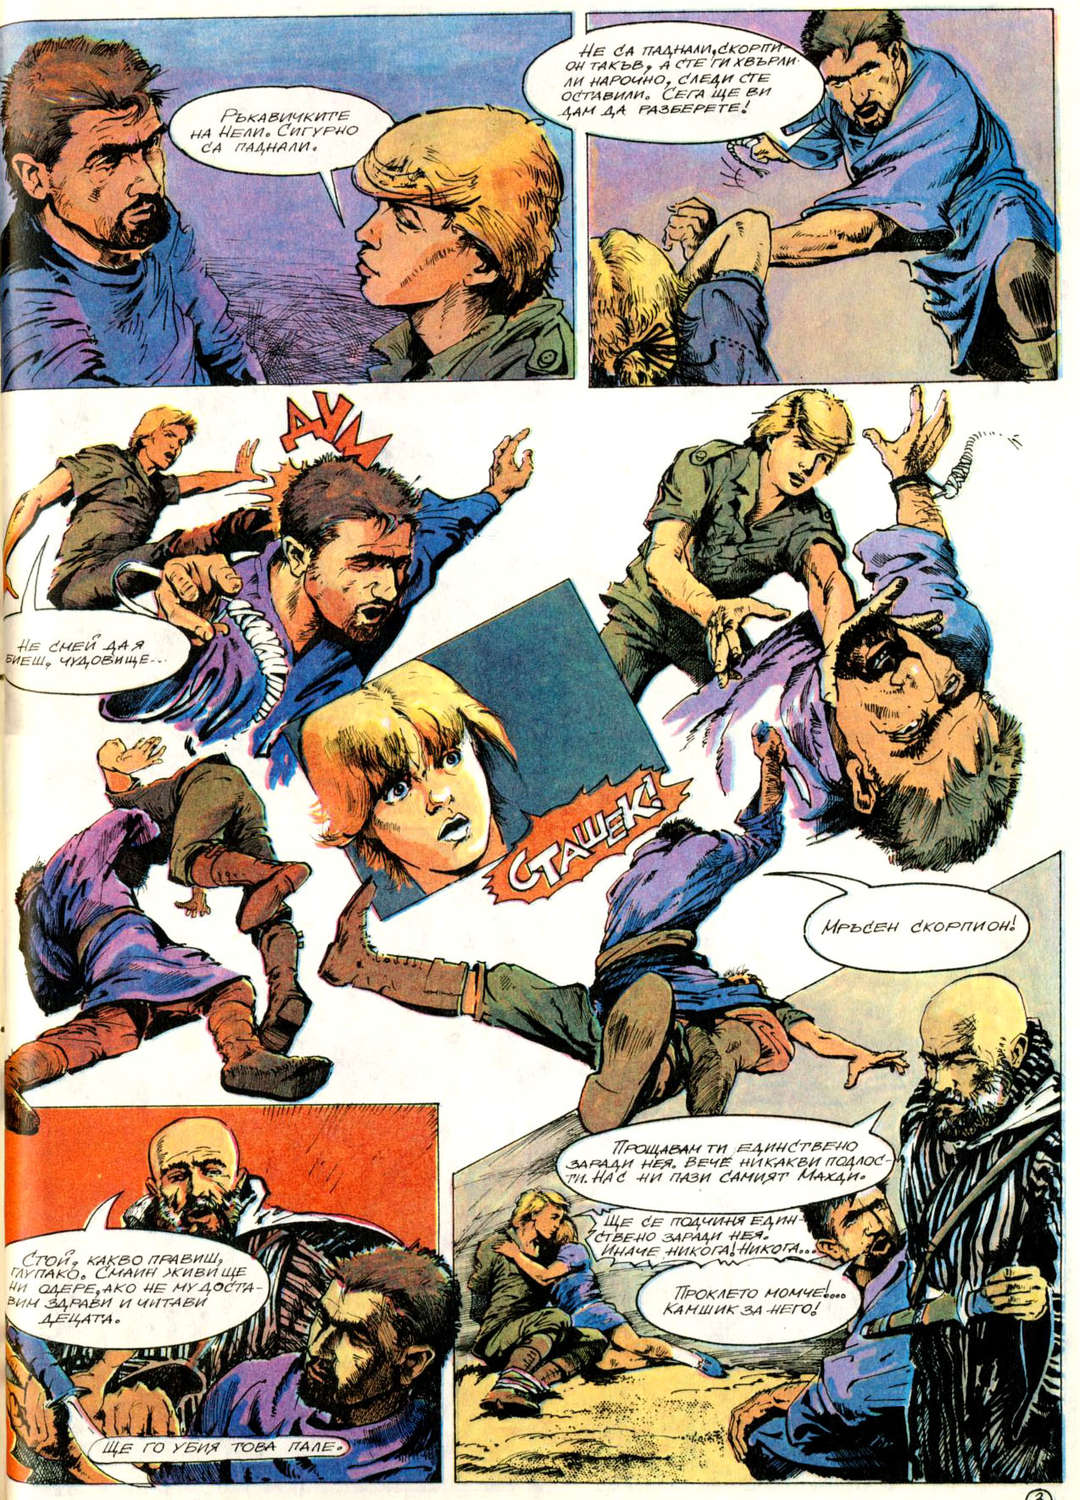 РЪКАВИЧКИТЕ
НА НЕЛИ. СИГУРНО
СА ПАДНАЛИ.
НЕ СА ПАДНАЛИ, СКОРПИ-
ОН ТАКЪВ, А СТЕ ГИ ХВЪРЛИ-
ЛИ НАРОЧНО, СЛЕДИ СТЕ
ОСТАВИЛИ. СЕГА ЩЕ ВИ
ДАМ ДА РАЗБЕРЕТЕ!
ДУМ
НЕ СМЕЙ ДА Я
БИЕШ, ЧУДОВИЩЕ...
СТАШЕК!
МРЪСЕН СКОРПИОН!
СТОЙ, КАКВО ПРАВИШ,
ГЛУПАКО. СМАИН ЖИВИ ЩЕ
НИ ОДЕРЕ, АКО НЕ МУ ДОСТА-
ВИМ ЗДРАВИ И ЧИТАВИ
ДЕЦАТА.
ЩЕ ГО УБИЯ ТОВА ПАЛЕ.
ПРОЩАВАМ ТИ ЕДИНСТВЕНО
ЗАРАДИ НЕЯ. ВЕЧЕ НИКАКВИ ПОДЛОС-
ТИ. НАС НИ ПАЗИ САМИЯТ МАХДИ.
ЩЕ СЕ ПОДЧИНЯ ЕДИН-
СТВЕНО ЗАРАДИ НЕЯ.
ИНАЧЕ НИКОГА! НИКОГА...
ПРОКЛЕТО МОМЧЕ!...
КАМШИК ЗА НЕГО!
3